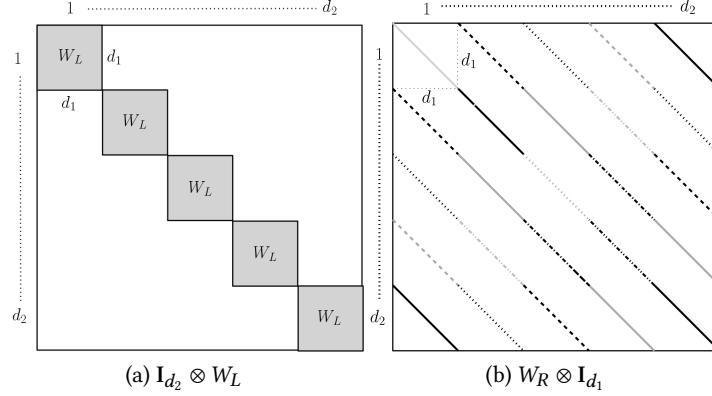 1 d₂ 1 d₂
1 W_L d₁ 1 d₁
d₁ W_L d₁
W_L
W_L
d₂ W_L d₂
(a) I_{d₂} ⊗ W_L (b) W_R ⊗ I_{d₁}